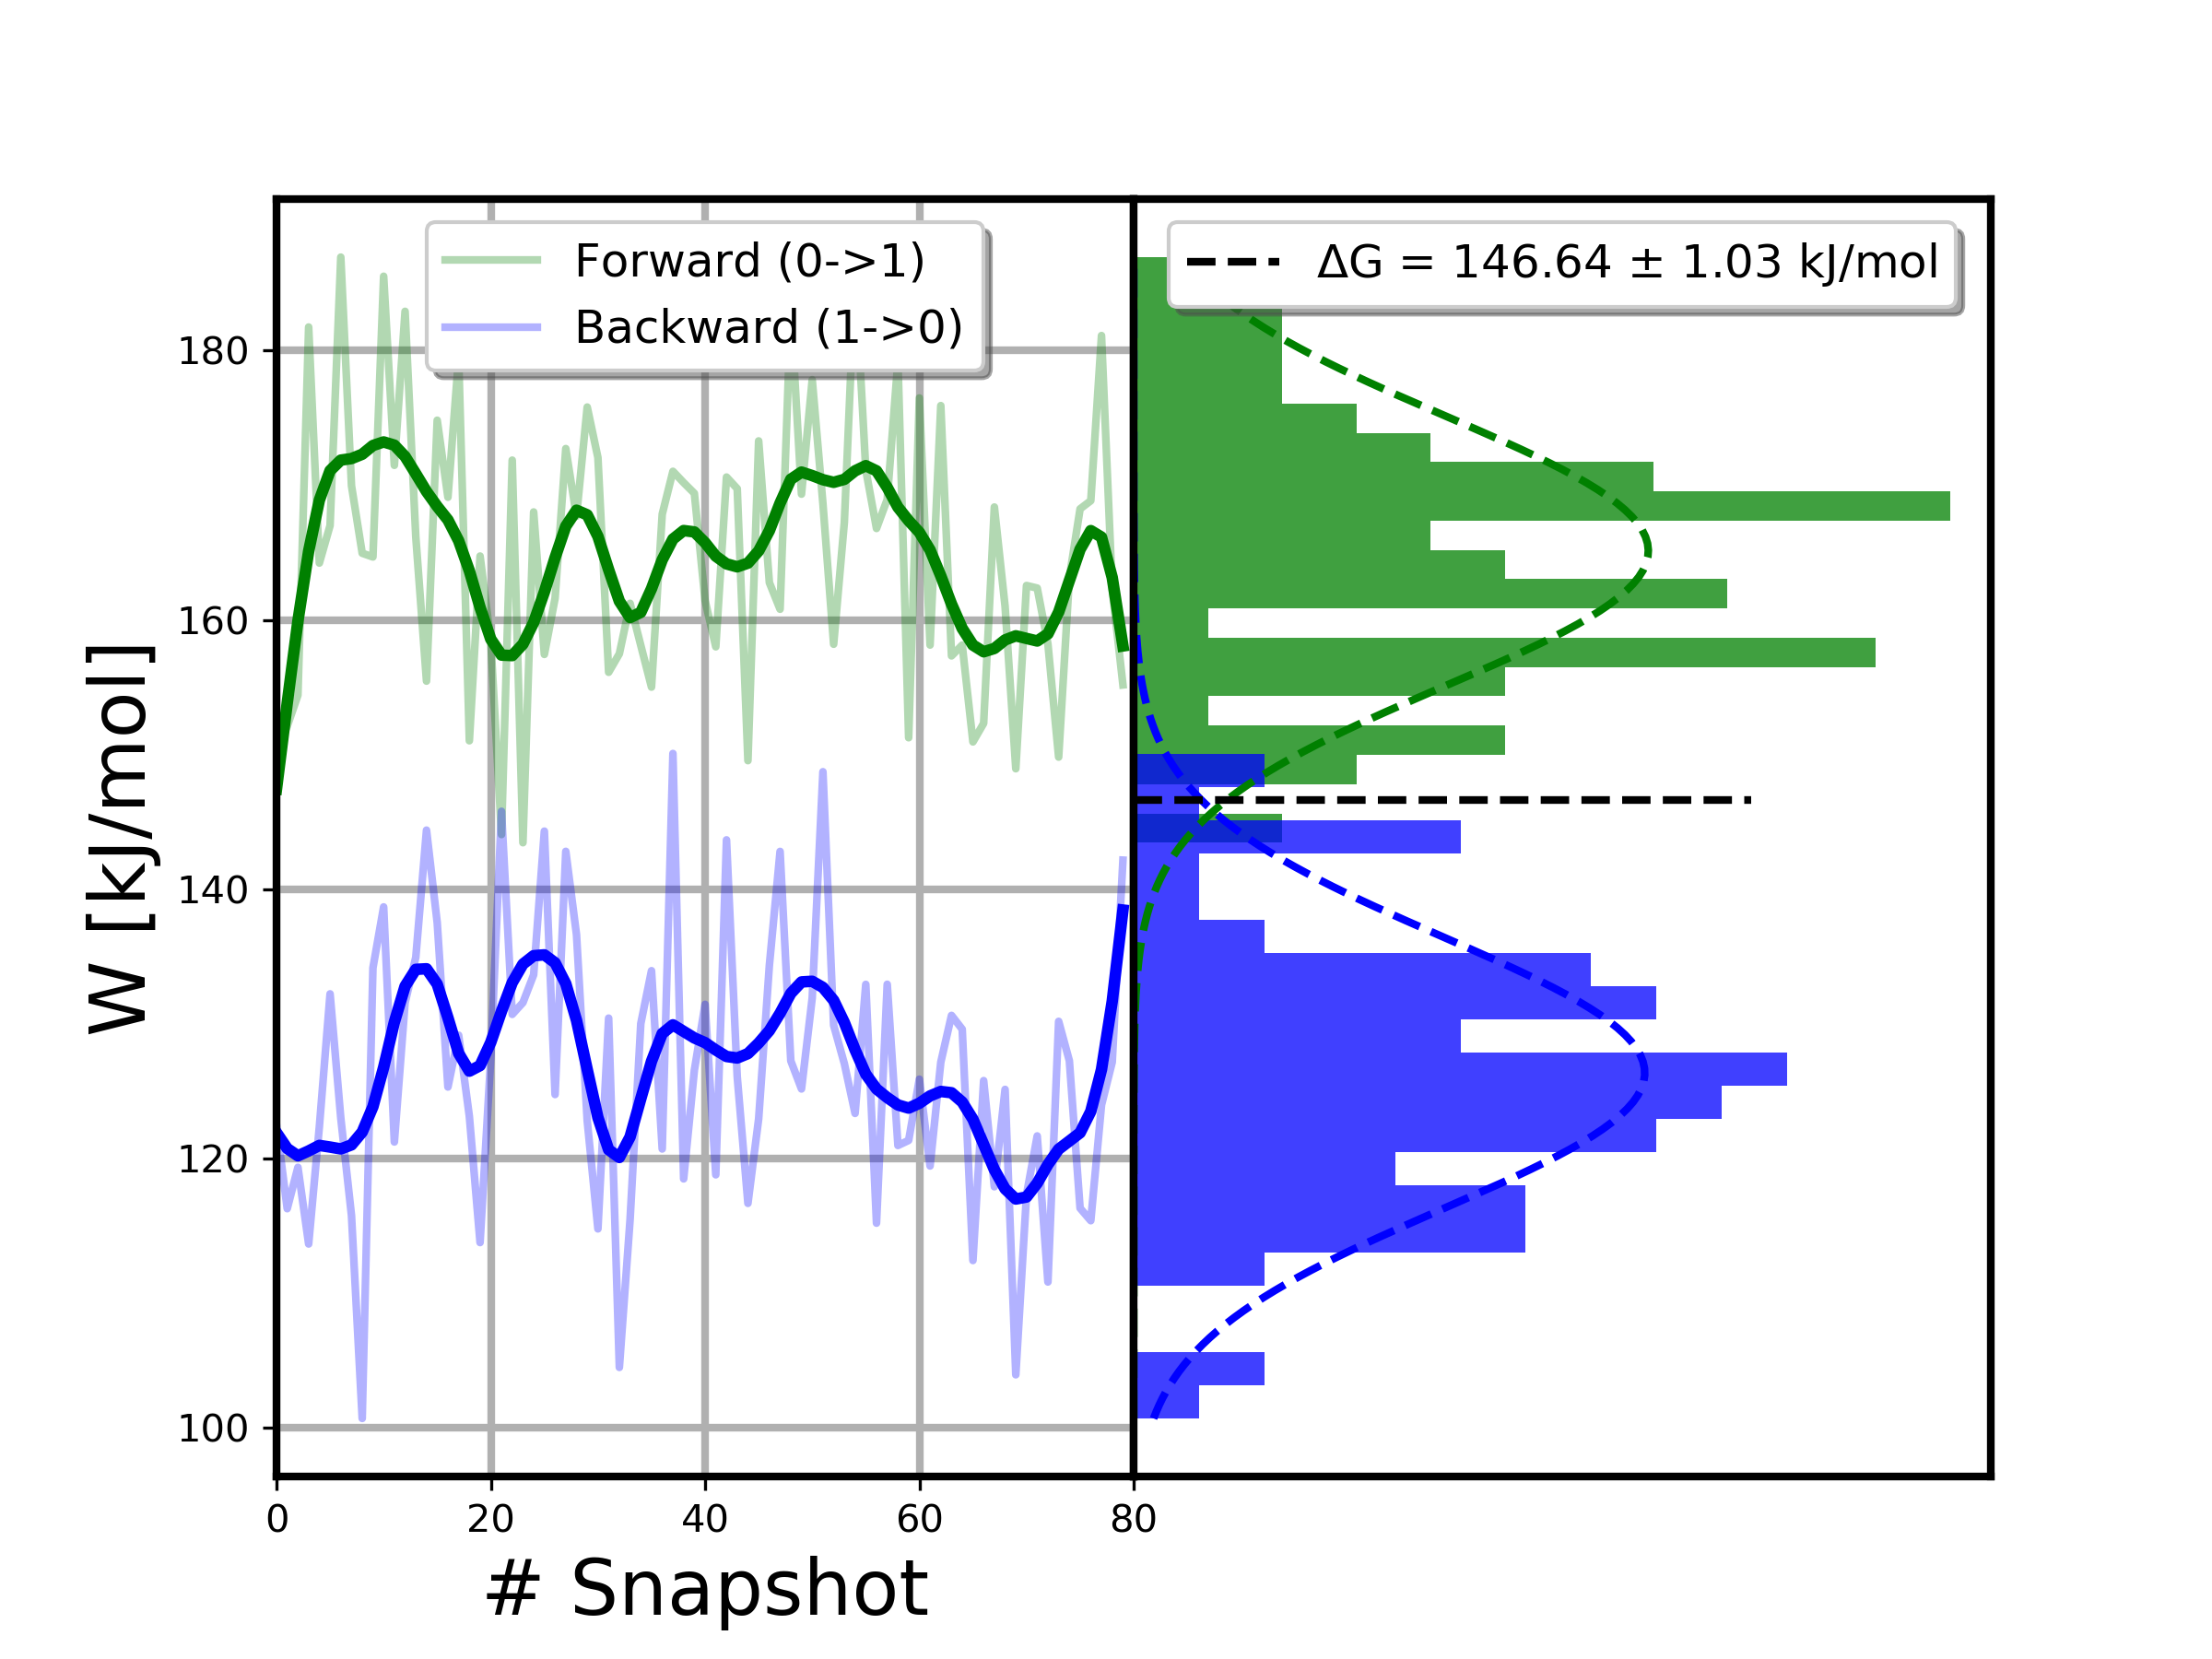 Forward (0->1)
Backward (1->0)
ΔG = 146.64 ± 1.03 kJ/mol
W [kJ/mol]
180
160
140
120
100
0 20 40 60 80
# Snapshot